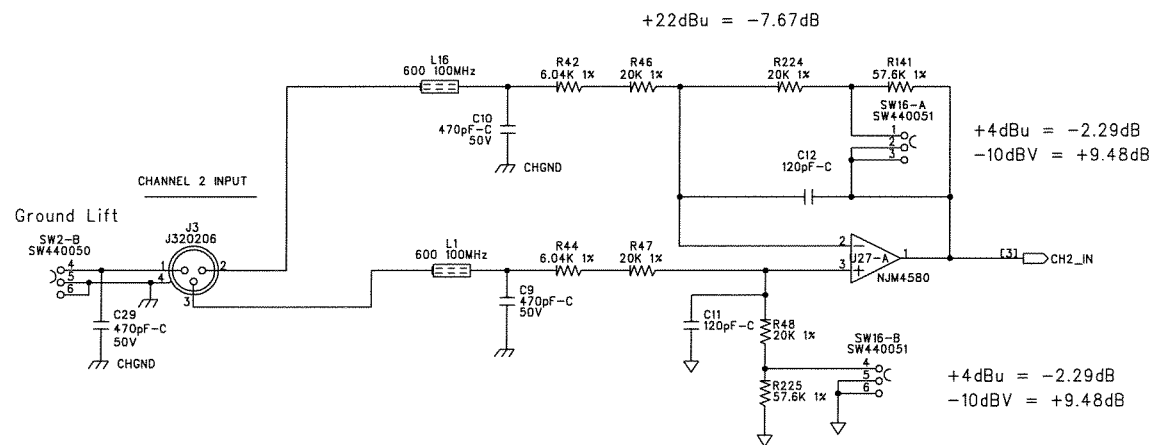 +22dBu = -7.67dB
L16
600 100MHz
R42
6.04K 1%
R46
20K 1%
R224
20K 1%
R141
57.6K 1%
SW16-A
SW440051
1
2
3
+4dBu = -2.29dB
-10dBV = +9.48dB
C10
470pF-C
50V
CHGND
C12
120pF-C
CHANNEL 2 INPUT
Ground Lift
SW2-B
SW440050
4
5
6
J3
J320206
1
4
2
3
C29
470pF-C
50V
CHGND
L1
600 100MHz
R44
6.04K 1%
R47
20K 1%
2
3
1
U27-A
NJM4580
[3]
CH2_IN
C9
470pF-C
50V
C11
120pF-C
R48
20K 1%
SW16-B
SW440051
4
5
6
R225
57.6K 1%
+4dBu = -2.29dB
-10dBV = +9.48dB